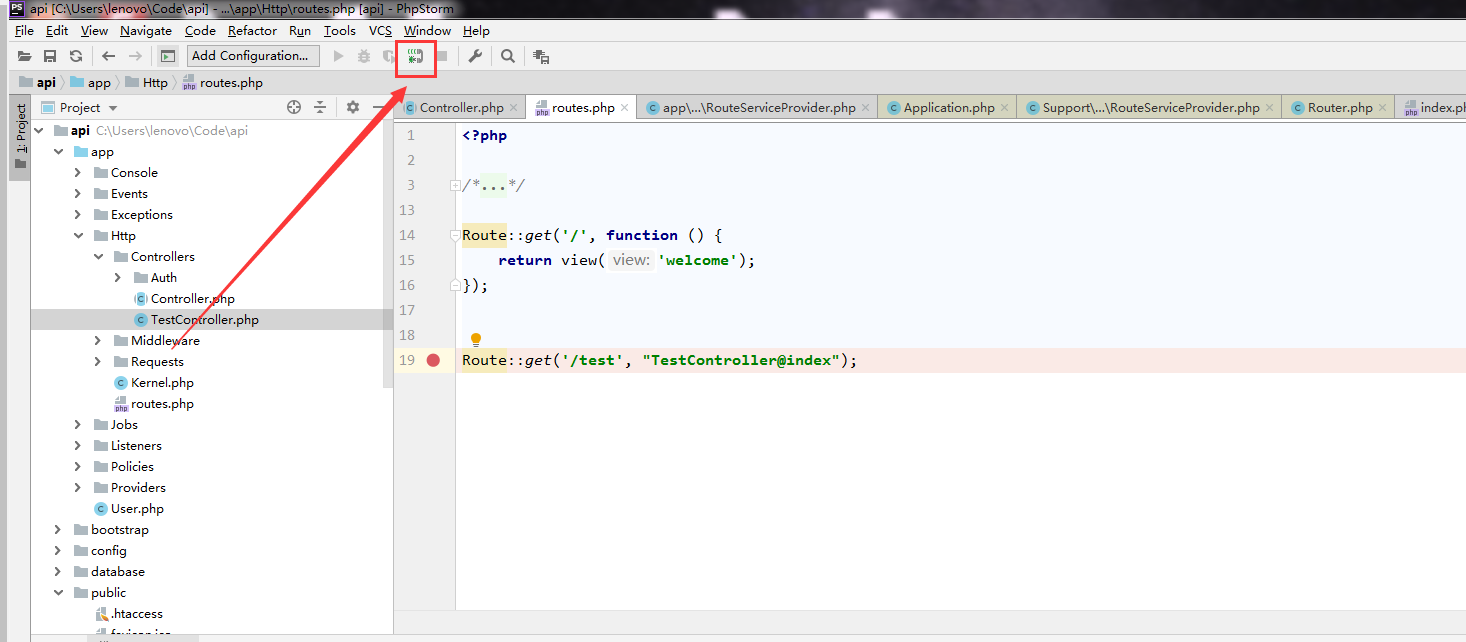 PS api [C:\Users\lenovo\Code\api] - ...\app\Http\routes.php [api] - PhpStorm
File Edit View Navigate Code Refactor Run Tools VCS Window Help
Add Configuration...
api app Http php routes.php
1: Project
Project
Controller.php routes.php app\...\RouteServiceProvider.php Application.php Support\...\RouteServiceProvider.php Router.php index.ph
api C:\Users\lenovo\Code\api
app
Console
Events
Exceptions
Http
Controllers
Auth
Controller.php
TestController.php
Middleware
Requests
Kernel.php
routes.php
Jobs
Listeners
Policies
Providers
User.php
bootstrap
config
database
public
.htaccess
1 <?php
2
3 /*...*/
13
14 Route::get('/', function () {
15 return view( view: 'welcome');
16 });
17
18
19 Route::get('/test', "TestController@index");